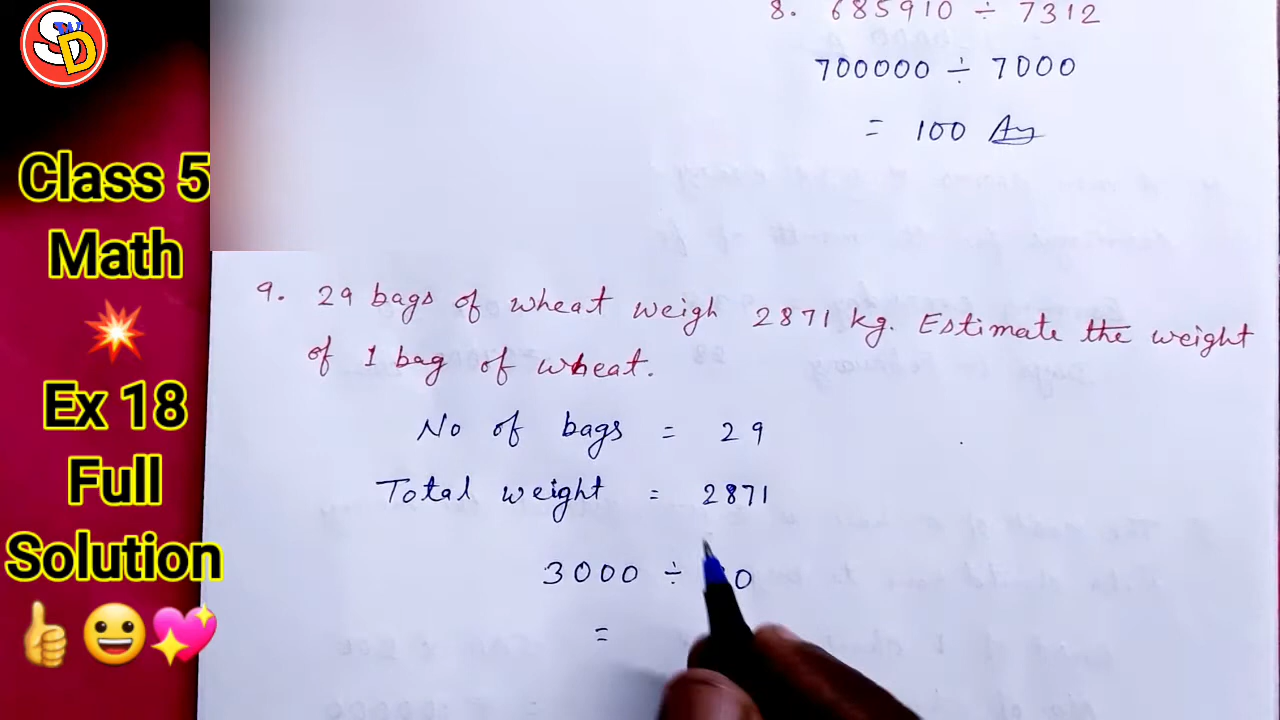 SD
Class 5
Math
Ex 18
Full
Solution
8. 685910 ÷ 7312
700000 ÷ 7000
= 100
9. 29 bags of wheat weigh 2871 kg. Estimate the weight
of 1 bag of wheat.
No of bags = 29
Total weight = 2871
3000 ÷ 0
=